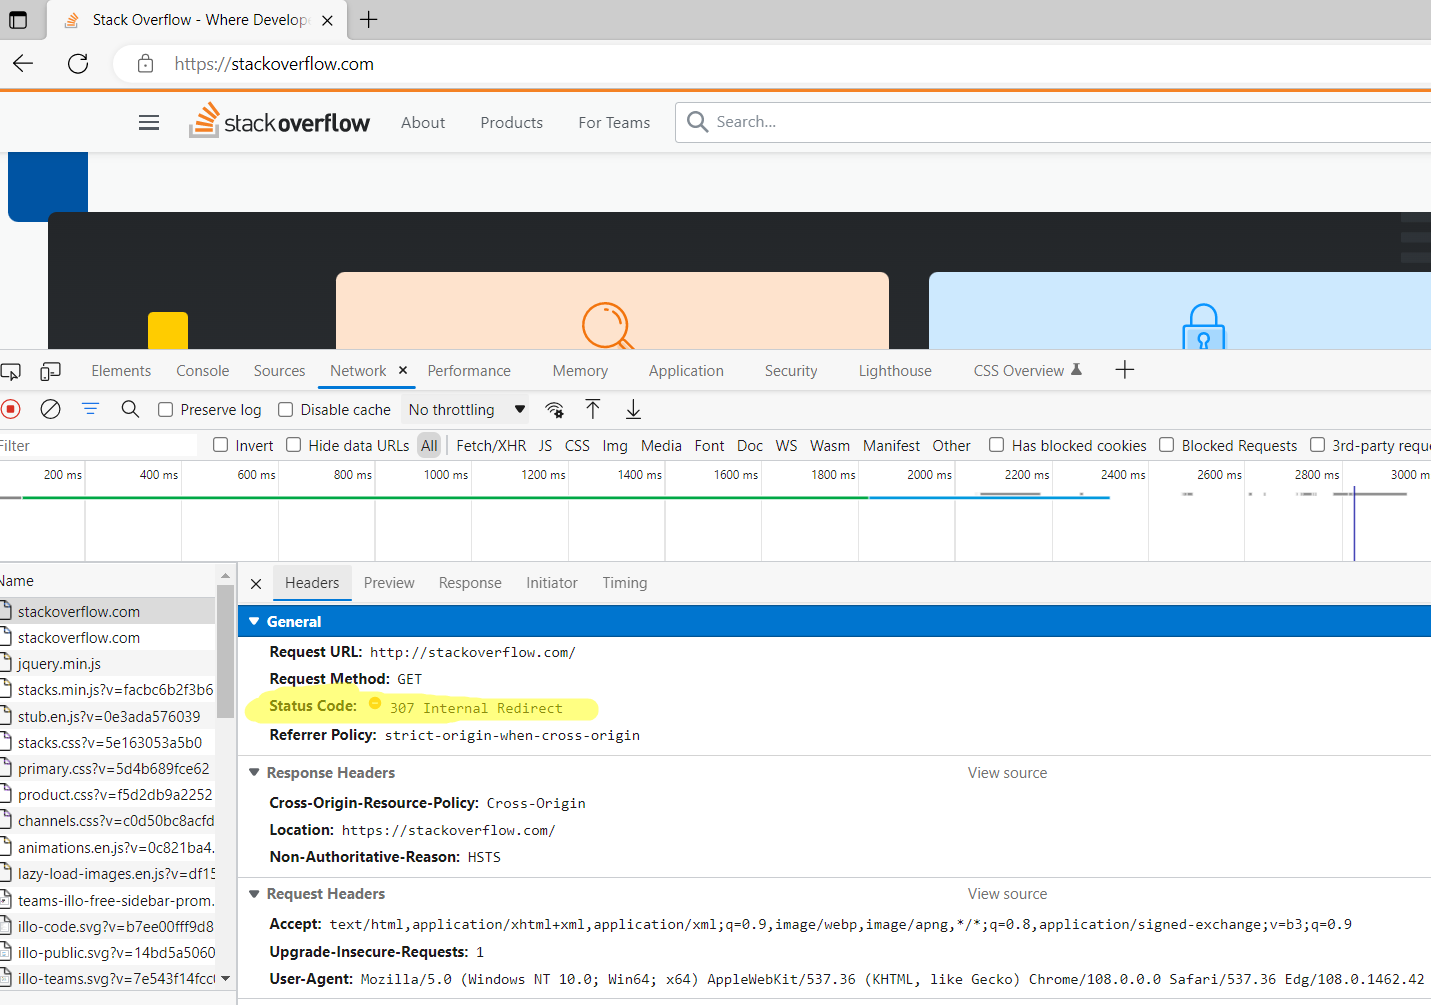 Stack Overflow - Where Develop
https://stackoverflow.com
stackoverflow About Products For Teams Search...
Elements Console Sources Network Performance Memory Application Security Lighthouse CSS Overview
Preserve log Disable cache No throttling
Filter Invert Hide data URLs All Fetch/XHR JS CSS Img Media Font Doc WS Wasm Manifest Other Has blocked cookies Blocked Requests 3rd-party reque
200 ms 400 ms 600 ms 800 ms 1000 ms 1200 ms 1400 ms 1600 ms 1800 ms 2000 ms 2200 ms 2400 ms 2600 ms 2800 ms 3000 m
Name
stackoverflow.com
stackoverflow.com
jquery.min.js
stacks.min.js?v=facbc6b2f3b6
stub.en.js?v=0e3ada576039
stacks.css?v=5e163053a5b0
primary.css?v=5d4b689fce62
product.css?v=f5d2db9a2252
channels.css?v=c0d50bc8acfd
animations.en.js?v=0c821ba4.
lazy-load-images.en.js?v=df15
teams-illo-free-sidebar-prom.
illo-code.svg?v=b7ee00fff9d8
illo-public.svg?v=14bd5a5060
illo-teams.svg?v=7e543f14fcc
Headers Preview Response Initiator Timing
General
Request URL: http://stackoverflow.com/
Request Method: GET
Status Code: 307 Internal Redirect
Referrer Policy: strict-origin-when-cross-origin
Response Headers View source
Cross-Origin-Resource-Policy: Cross-Origin
Location: https://stackoverflow.com/
Non-Authoritative-Reason: HSTS
Request Headers View source
Accept: text/html,application/xhtml+xml,application/xml;q=0.9,image/webp,image/apng,*/*;q=0.8,application/signed-exchange;v=b3;q=0.9
Upgrade-Insecure-Requests: 1
User-Agent: Mozilla/5.0 (Windows NT 10.0; Win64; x64) AppleWebKit/537.36 (KHTML, like Gecko) Chrome/108.0.0.0 Safari/537.36 Edg/108.0.1462.42